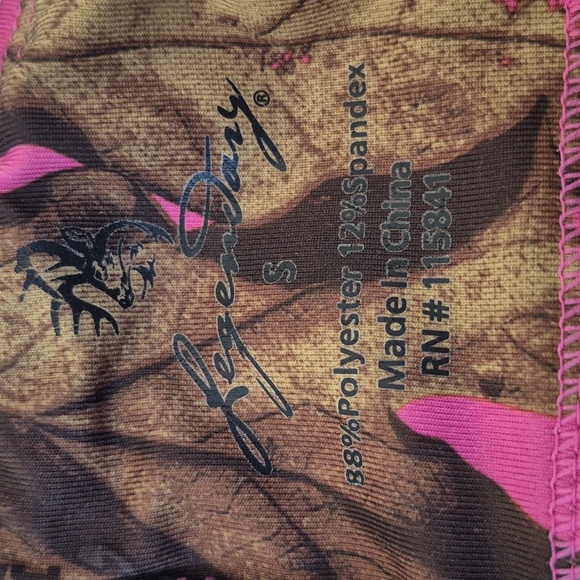 Legendary®
S
88%Polyester 12%Spandex
Made In China
RN # 115841